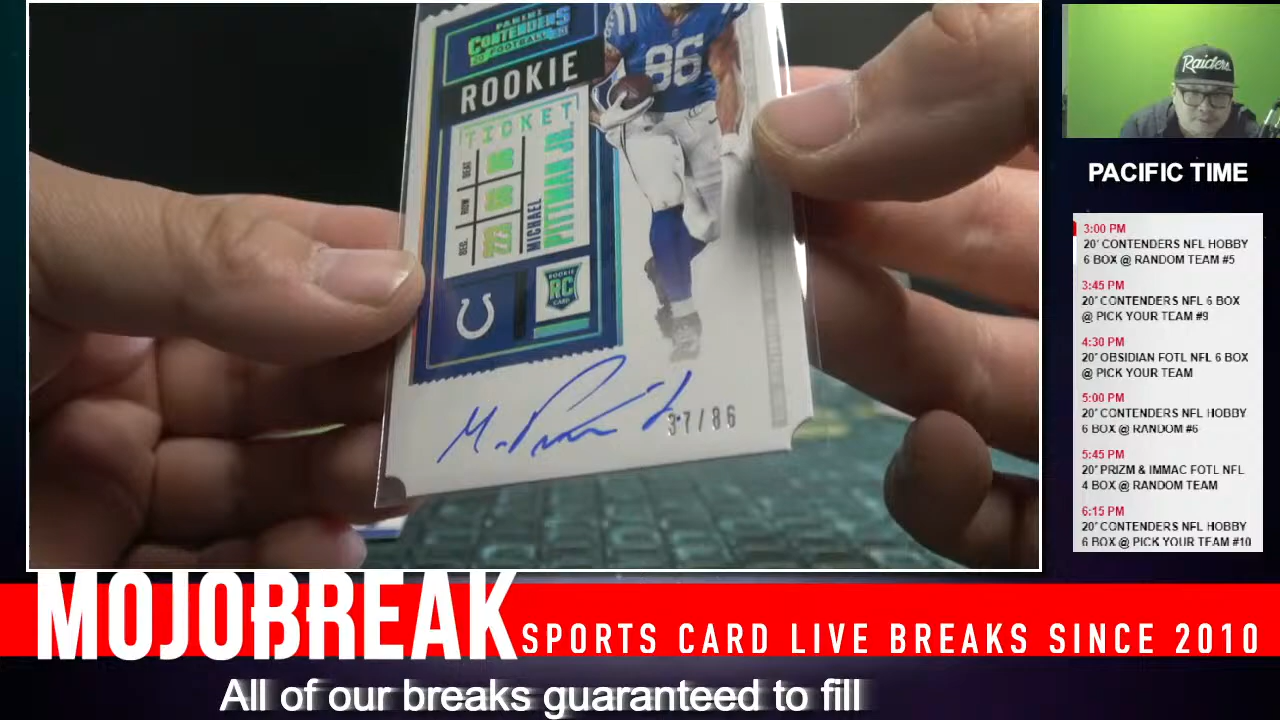 PANINI
CONTENDERS
20 FOOTBALL
ROOKIE
TICKET
SEAT
ROW
SEC.
MICHAEL
PITTMAN JR.
ROOKIE
RC
CARD
86
37/86
Raiders
PACIFIC TIME
3:00 PM
20' CONTENDERS NFL HOBBY
6 BOX @ RANDOM TEAM #5
3:45 PM
20' CONTENDERS NFL 6 BOX
@ PICK YOUR TEAM #9
4:30 PM
20' OBSIDIAN FOTL NFL 6 BOX
@ PICK YOUR TEAM
5:00 PM
20' CONTENDERS NFL HOBBY
6 BOX @ RANDOM #6
5:45 PM
20' PRIZM & IMMAC FOTL NFL
4 BOX @ RANDOM TEAM
6:15 PM
20' CONTENDERS NFL HOBBY
6 BOX @ PICK YOUR TEAM #10
MOJOBREAK
SPORTS CARD LIVE BREAKS SINCE 2010
All of our breaks guaranteed to fill